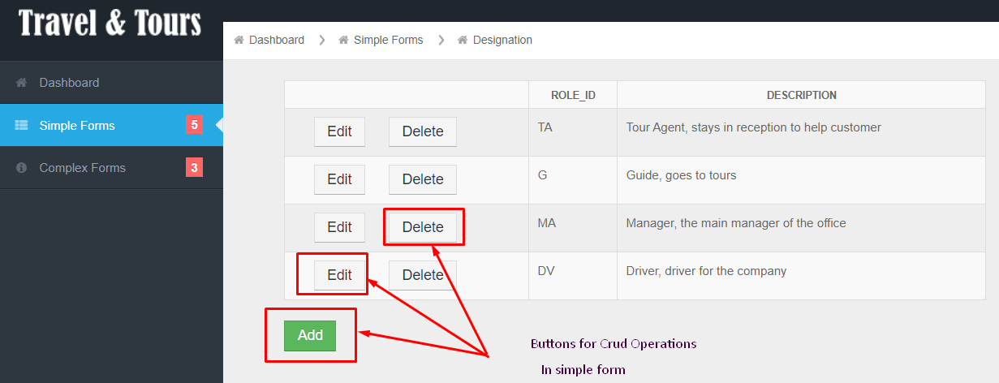 Travel & Tours
Dashboard
Simple Forms 5
Complex Forms 3
Dashboard Simple Forms Designation
ROLE_ID DESCRIPTION
Edit Delete TA Tour Agent, stays in reception to help customer
Edit Delete G Guide, goes to tours
Edit Delete MA Manager, the main manager of the office
Edit Delete DV Driver, driver for the company
Add
Buttons for Crud Operations
In simple form